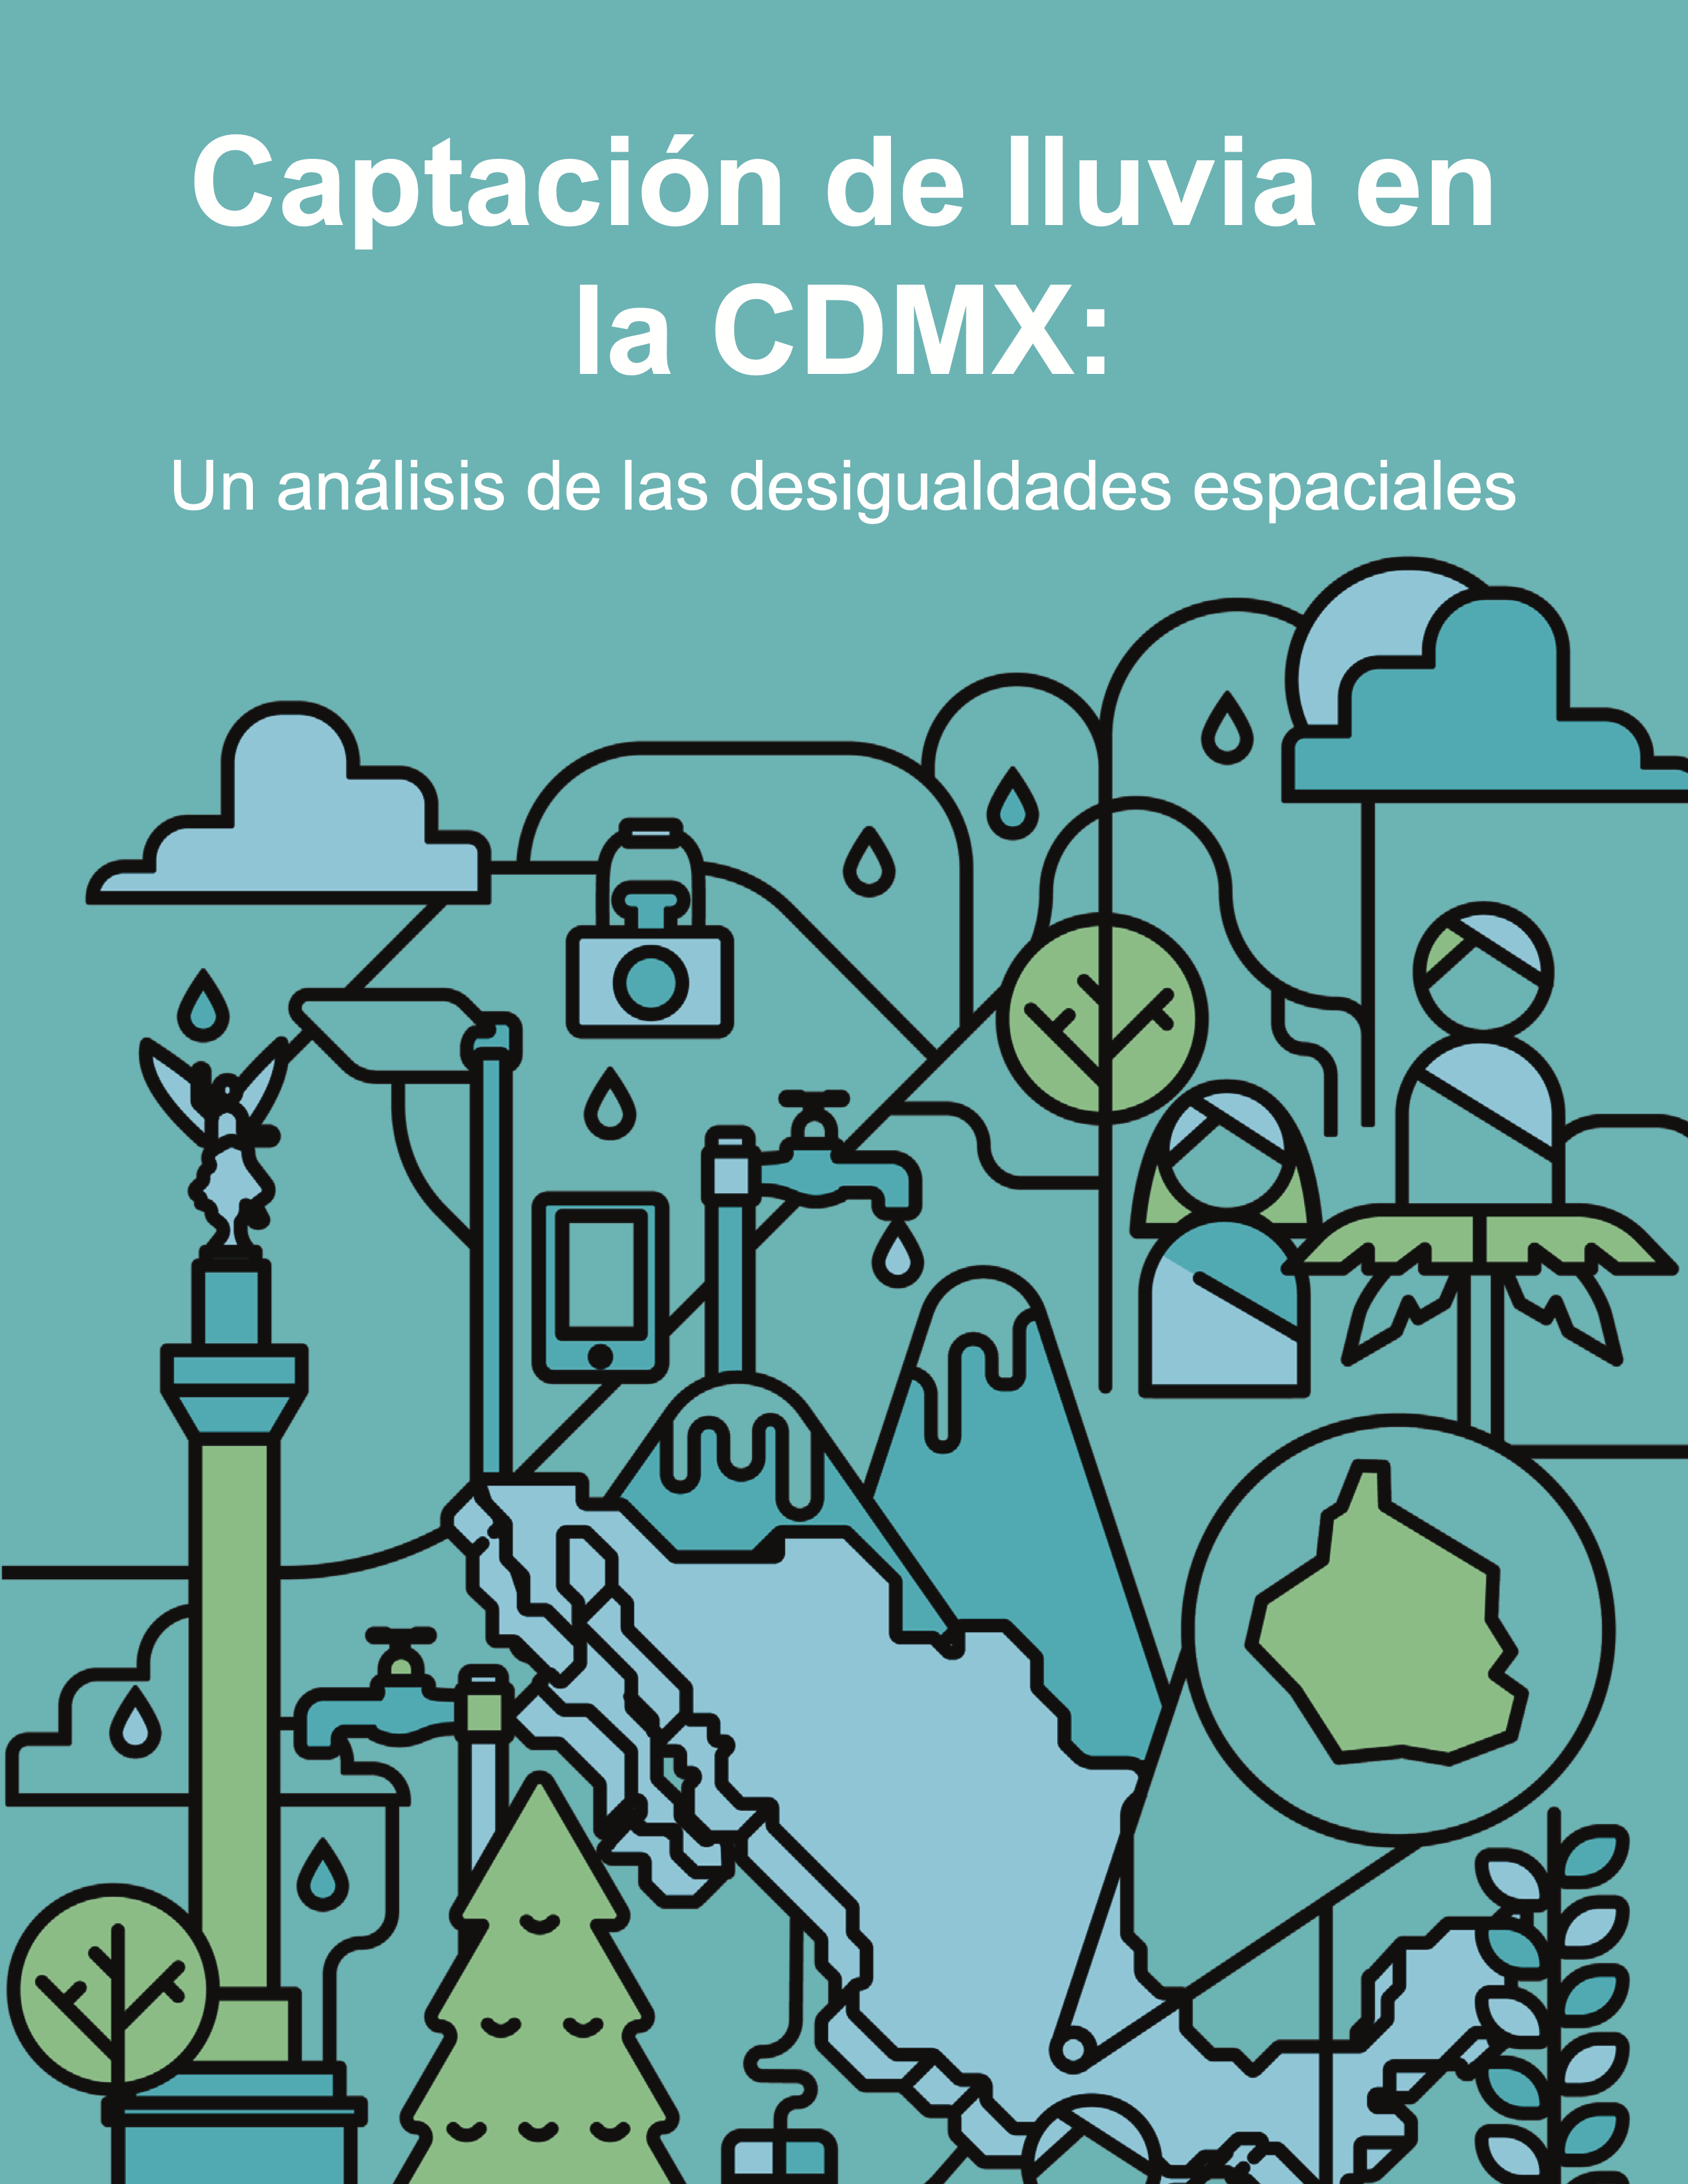 Captación de lluvia en
la CDMX:
Un análisis de las desigualdades espaciales